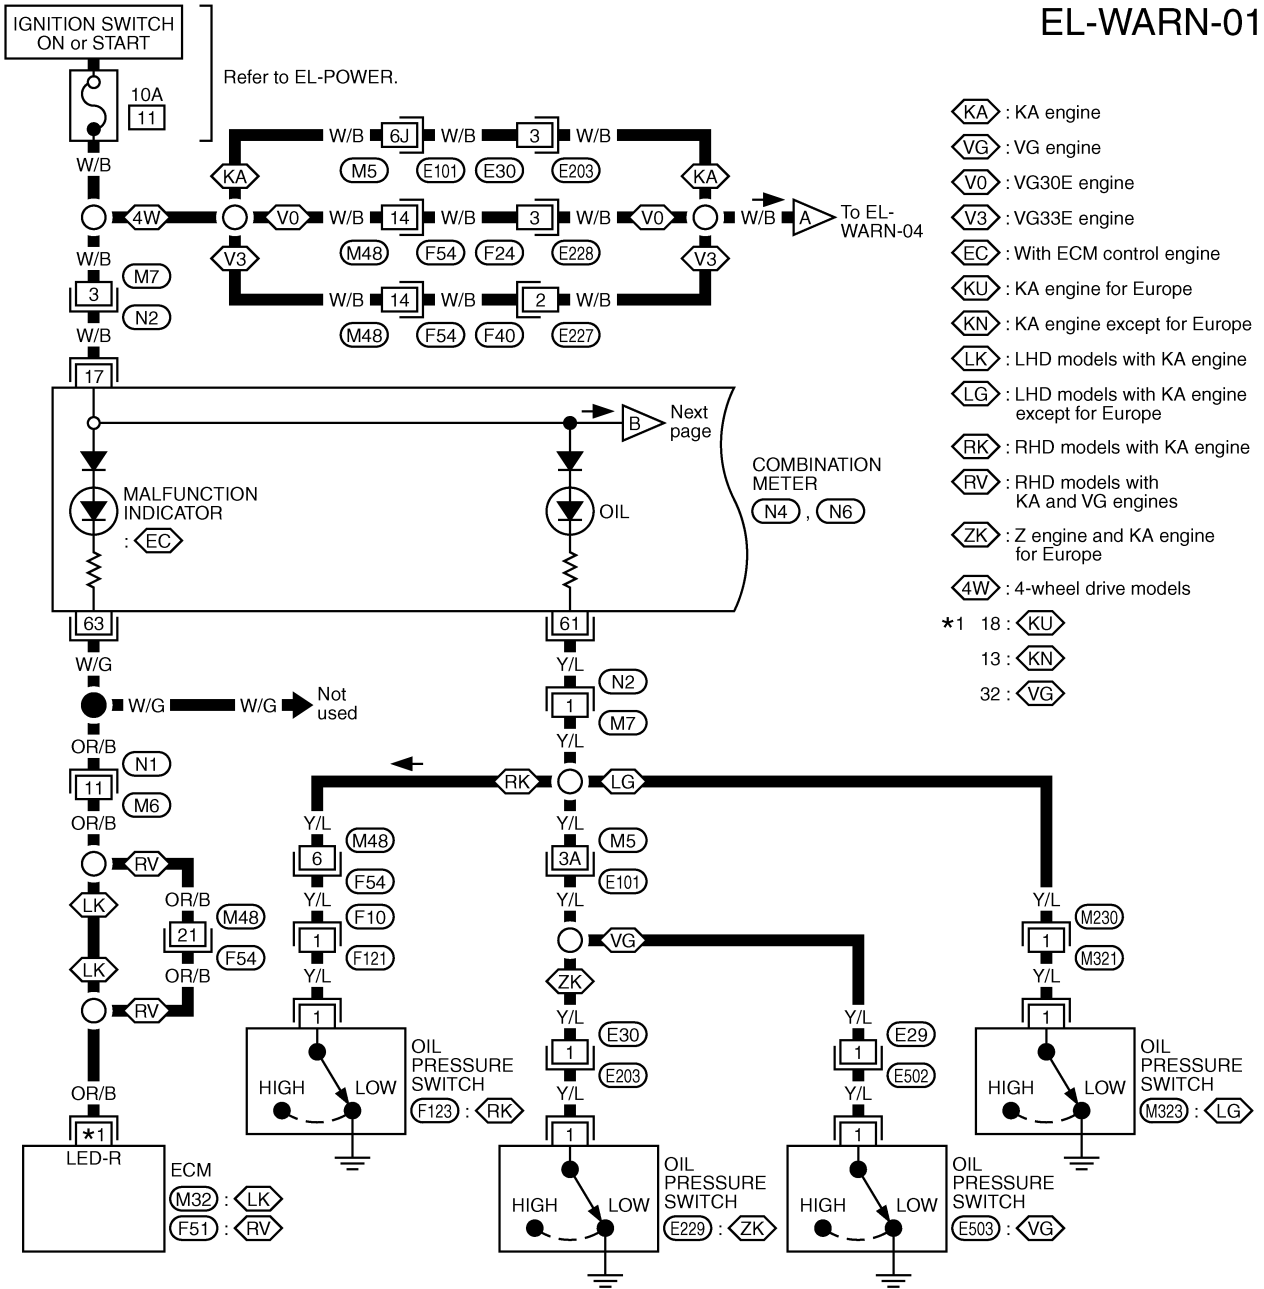 EL-WARN-01
IGNITION SWITCH
ON or START
10A
11
Refer to EL-POWER.
W/B
W/B 6J W/B 3 W/B
M5 E101 E30 E203
KA KA
4W V0 W/B 14 W/B 3 W/B V0 W/B A To EL-
WARN-04
M48 F54 F24 E228
V3 V3
W/B
M7
3
N2
W/B 14 W/B 2 W/B
M48 F54 F40 E227
W/B
17
B Next
page
MALFUNCTION
INDICATOR
: EC
OIL
COMBINATION
METER
N4 , N6
KA : KA engine
VG : VG engine
V0 : VG30E engine
V3 : VG33E engine
EC : With ECM control engine
KU : KA engine for Europe
KN : KA engine except for Europe
LK : LHD models with KA engine
LG : LHD models with KA engine
except for Europe
RK : RHD models with KA engine
RV : RHD models with
KA and VG engines
ZK : Z engine and KA engine
for Europe
4W : 4-wheel drive models
*1 18 : KU
13 : KN
32 : VG
63 61
W/G Y/L
W/G W/G Not
used
N2
1
M7
OR/B Y/L
N1
11
M6
OR/B
RK LG
Y/L Y/L
M48 M5
6 3A
F54 E101
RV
LK
OR/B Y/L Y/L Y/L
M48 F10 M230
21 1 1
F54 F121 M321
VG
LK
OR/B Y/L ZK Y/L
RV
1 1
Y/L Y/L
E30 E29
1 1
E203 E502
OIL
PRESSURE
SWITCH
F123 : RK
HIGH LOW
OIL
PRESSURE
SWITCH
M323 : LG
HIGH LOW
OR/B Y/L Y/L
*1 1 1
LED-R
ECM
M32 : LK
F51 : RV
OIL
PRESSURE
SWITCH
E229 : ZK
HIGH LOW
OIL
PRESSURE
SWITCH
E503 : VG
HIGH LOW